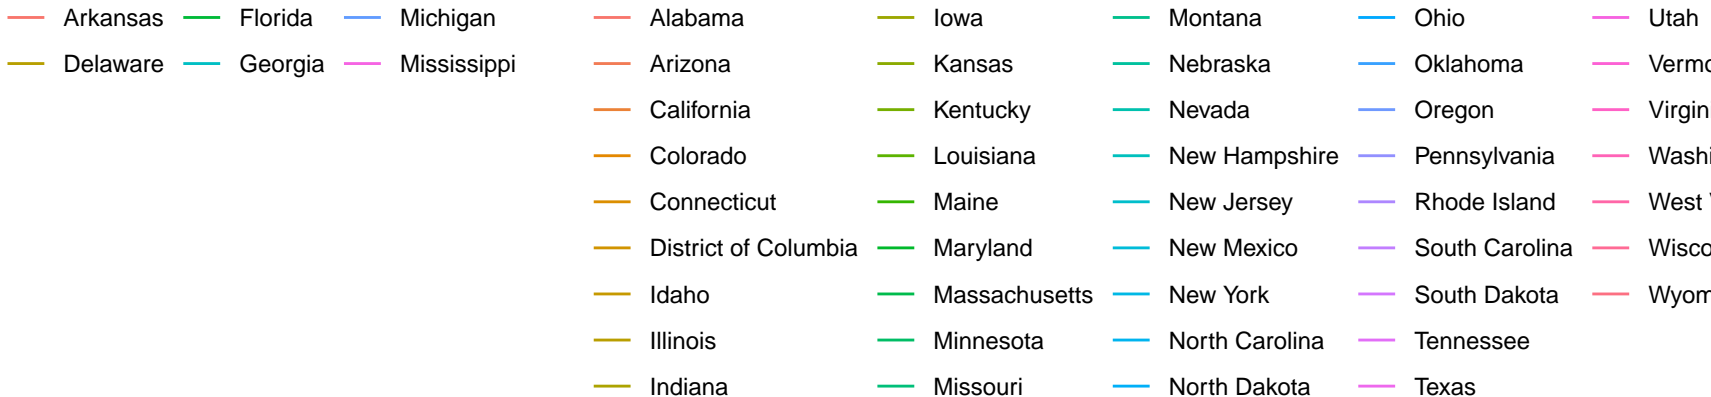 Arkansas Florida Michigan Alabama Iowa Montana Ohio Utah
Delaware Georgia Mississippi Arizona Kansas Nebraska Oklahoma
California Kentucky Nevada Oregon
Colorado Louisiana New Hampshire Pennsylvania
Connecticut Maine New Jersey Rhode Island West
District of Columbia Maryland New Mexico South Carolina
Idaho Massachusetts New York South Dakota
Illinois Minnesota North Carolina Tennessee
Indiana Missouri North Dakota Texas